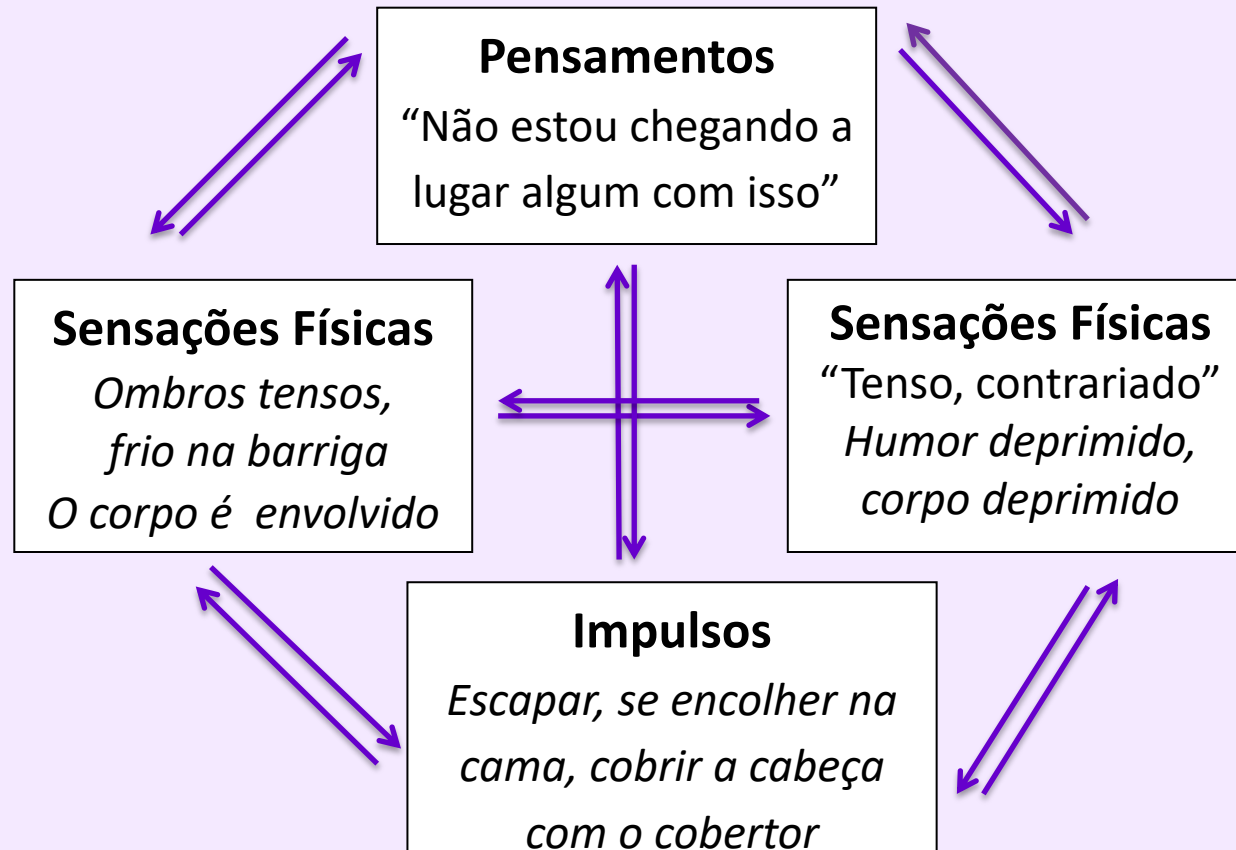 Pensamentos
“Não estou chegando a
lugar algum com isso”
Sensações Físicas
Ombros tensos,
frio na barriga
O corpo é  envolvido
Sensações Físicas
“Tenso, contrariado”
Humor deprimido,
corpo deprimido
Impulsos
Escapar, se encolher na
cama, cobrir a cabeça
com o cobertor